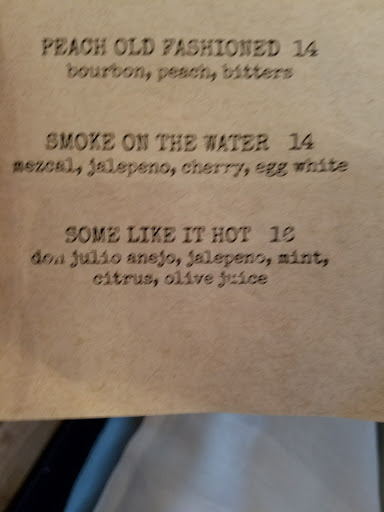 PEACH OLD FASHIONED 14
bourbon, peach, bitters
SMOKE ON THE WATER 14
mezcal, jalepeno, cherry, egg white
SOME LIKE IT HOT 16
don julio anejo, jalepeno, mint,
citrus, olive juice